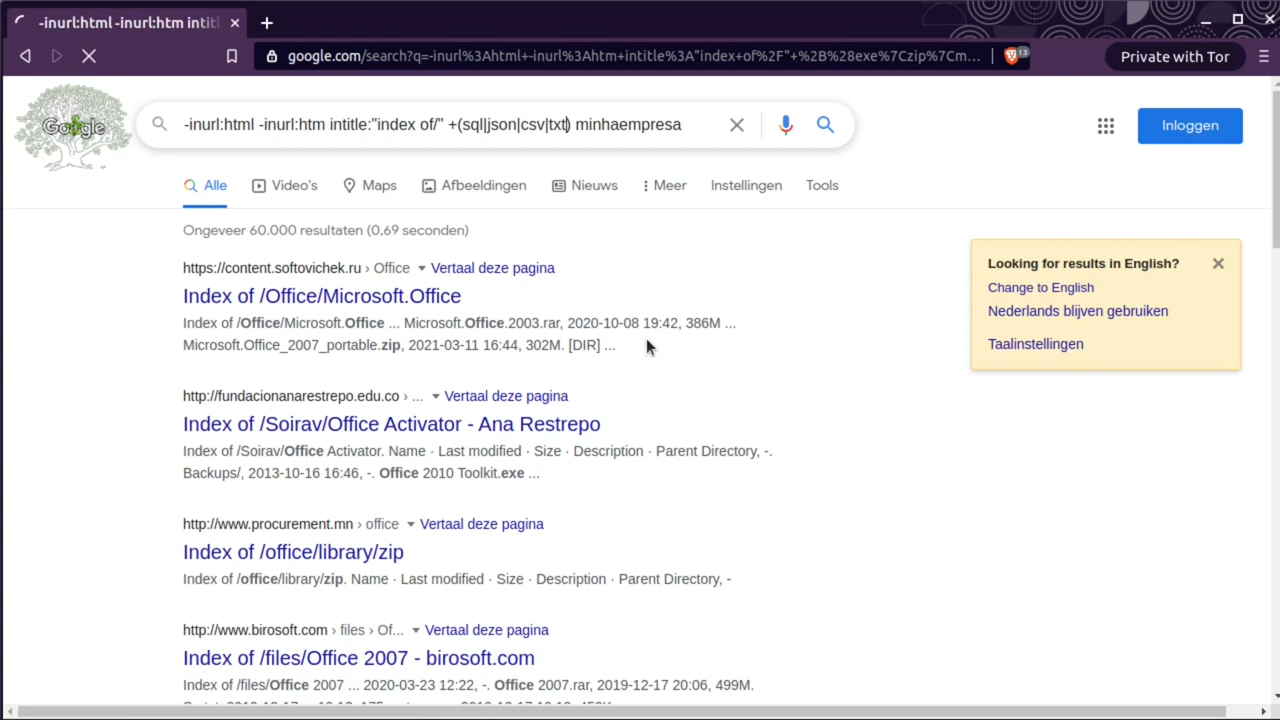 -inurl:html -inurl:htm intitl
google.com/search?q=-inurl%3Ahtml+-inurl%3Ahtm+intitle%3A"index+of%2F"+%2B%28exe%7Czip%7Cm...
13
Private with Tor
Google
-inurl:html -inurl:htm intitle:"index of/" +(sql|json|csv|txt) minhaempresa
Inloggen
Alle
Video's
Maps
Afbeeldingen
Nieuws
Meer
Instellingen
Tools
Ongeveer 60.000 resultaten (0,69 seconden)
https://content.softovichek.ru › Office
Vertaal deze pagina
Index of /Office/Microsoft.Office
Index of /Office/Microsoft.Office ... Microsoft.Office.2003.rar, 2020-10-08 19:42, 386M ...
Microsoft.Office_2007_portable.zip, 2021-03-11 16:44, 302M. [DIR] ...
http://fundacionanarestrepo.edu.co › ...
Vertaal deze pagina
Index of /Soirav/Office Activator - Ana Restrepo
Index of /Soirav/Office Activator. Name · Last modified · Size · Description · Parent Directory, -.
Backups/, 2013-10-16 16:46, -. Office 2010 Toolkit.exe ...
http://www.procurement.mn › office
Vertaal deze pagina
Index of /office/library/zip
Index of /office/library/zip. Name · Last modified · Size · Description · Parent Directory, -
http://www.birosoft.com › files › Of...
Vertaal deze pagina
Index of /files/Office 2007 - birosoft.com
Index of /files/Office 2007 ... 2020-03-23 12:22, -. Office 2007.rar, 2019-12-17 20:06, 499M.
Looking for results in English?
Change to English
Nederlands blijven gebruiken
Taalinstellingen